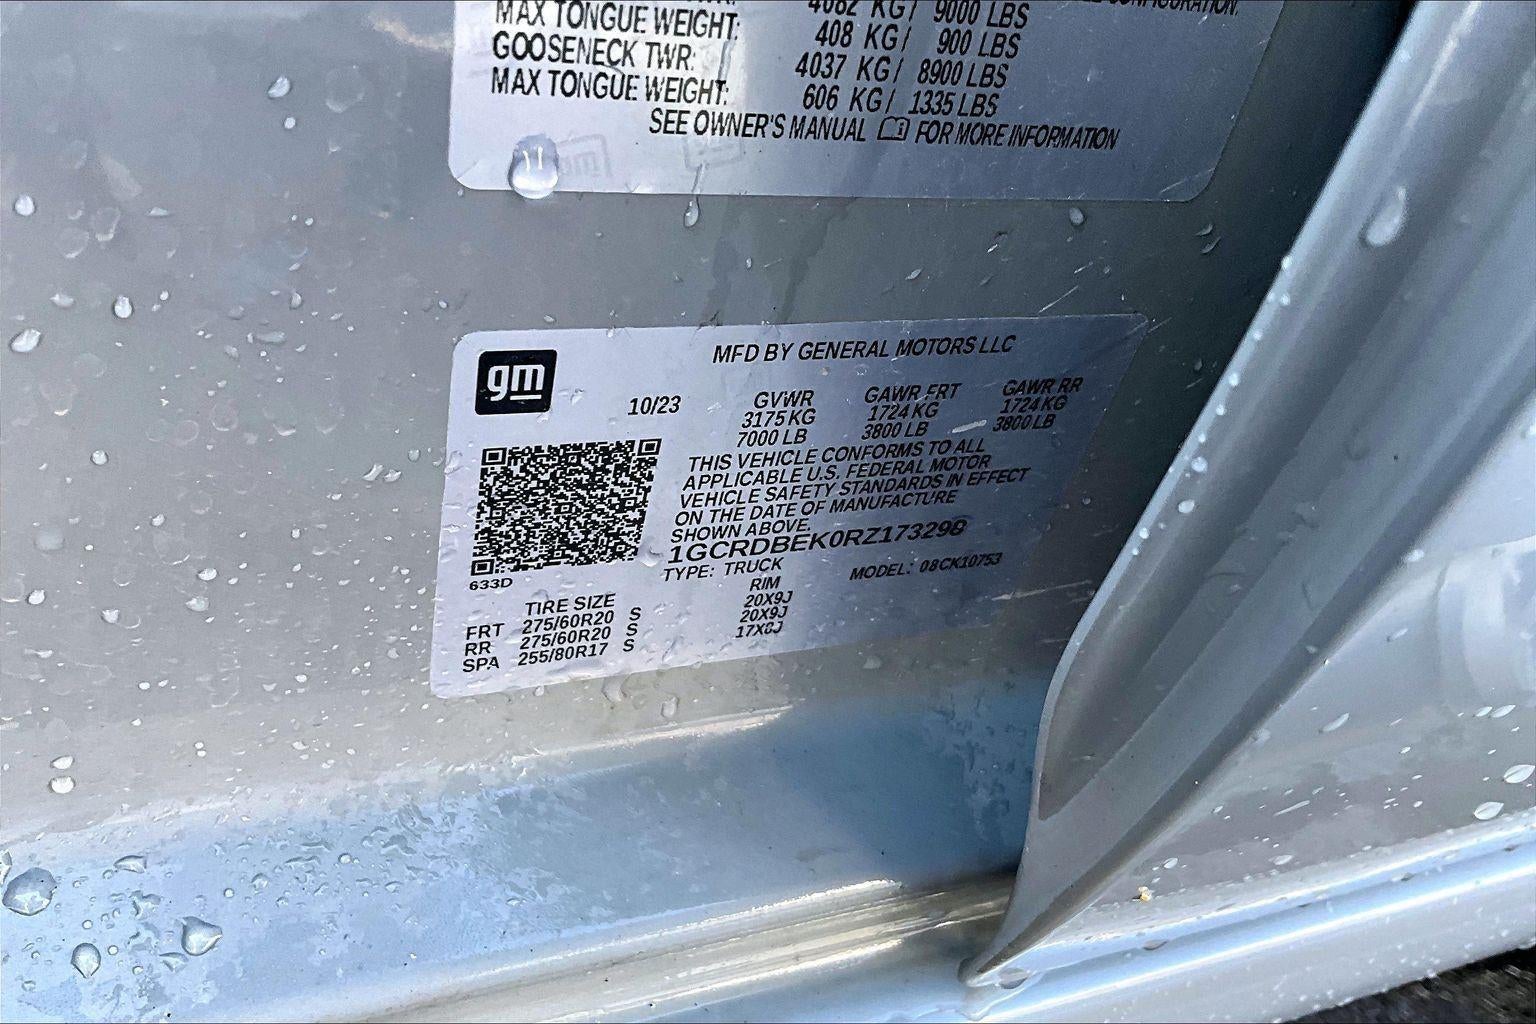 4082 KG/ 9000 LBS
MAX TONGUE WEIGHT: 408 KG/ 900 LBS
GOOSENECK TWR: 4037 KG/ 8900 LBS
MAX TONGUE WEIGHT: 606 KG/ 1335 LBS
SEE OWNER'S MANUAL FOR MORE INFORMATION
gm
MFD BY GENERAL MOTORS LLC
10/23
GVWR GAWR FRT GAWR RR
3175 KG 1724 KG 1724 KG
7000 LB 3800 LB 3800 LB
THIS VEHICLE CONFORMS TO ALL
APPLICABLE U.S. FEDERAL MOTOR
VEHICLE SAFETY STANDARDS IN EFFECT
ON THE DATE OF MANUFACTURE
SHOWN ABOVE.
1GCRDBEK0RZ173298
TYPE: TRUCK MODEL: 08CK10753
633D
TIRE SIZE RIM
FRT 275/60R20 S 20X9J
RR 275/60R20 S 20X9J
SPA 255/80R17 S 17X8J